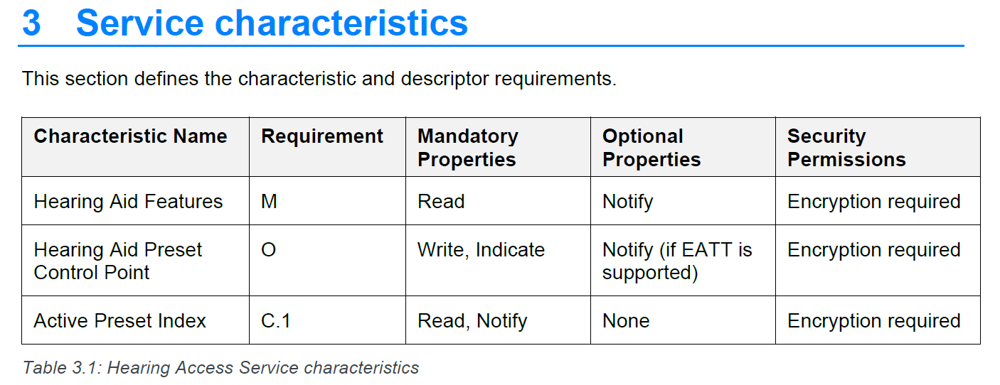 3 Service characteristics
This section defines the characteristic and descriptor requirements.
Characteristic Name Requirement Mandatory Properties Optional Properties Security Permissions
Hearing Aid Features M Read Notify Encryption required
Hearing Aid Preset Control Point O Write, Indicate Notify (if EATT is supported) Encryption required
Active Preset Index C.1 Read, Notify None Encryption required
Table 3.1: Hearing Access Service characteristics